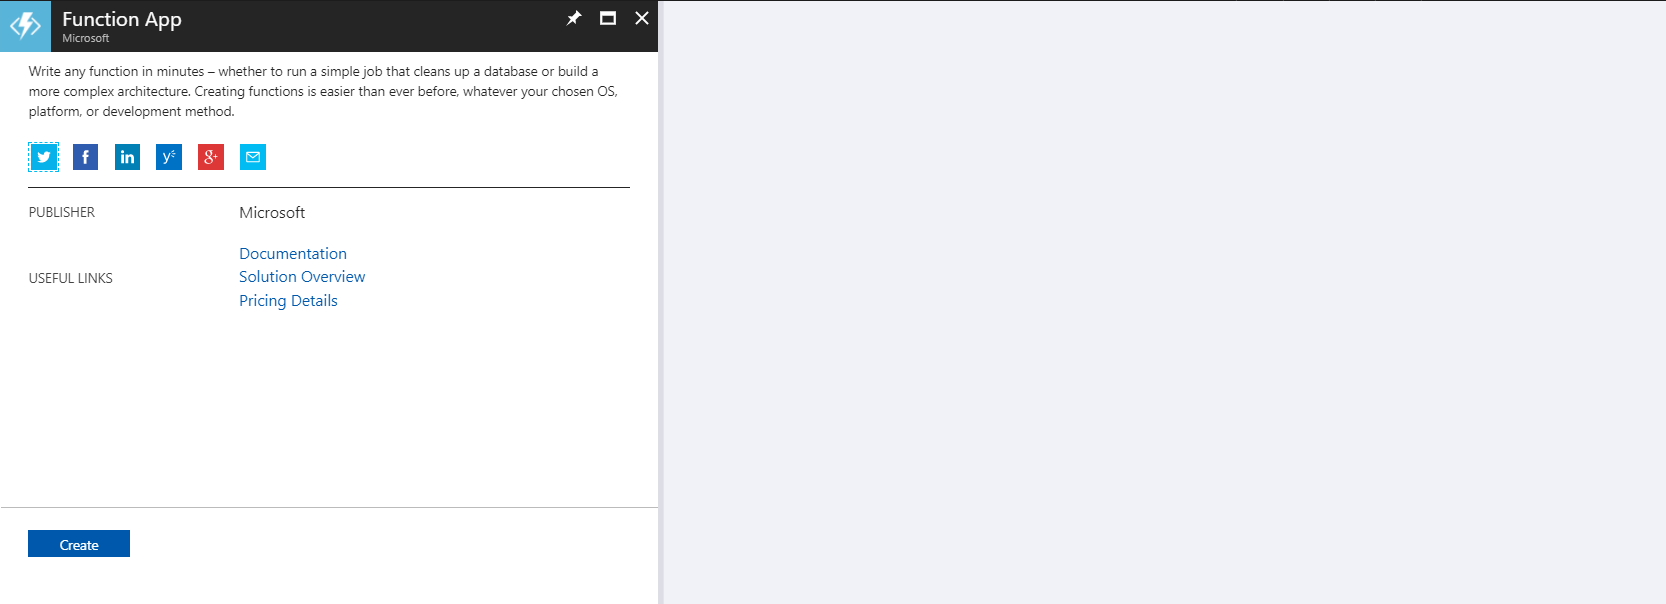 Function App
Microsoft
Write any function in minutes – whether to run a simple job that cleans up a database or build a
more complex architecture. Creating functions is easier than ever before, whatever your chosen OS,
platform, or development method.
f in y g+
PUBLISHER Microsoft
Documentation
USEFUL LINKS Solution Overview
Pricing Details
Create